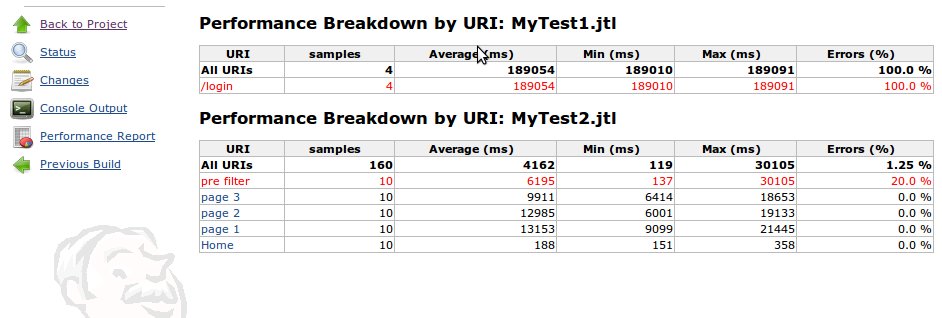 Back to Project
Status
Changes
Console Output
Performance Report
Previous Build
Performance Breakdown by URI: MyTest1.jtl
URI samples Average (ms) Min (ms) Max (ms) Errors (%)
All URIs 4 189054 189010 189091 100.0 %
/login 4 189054 189010 189091 100.0 %
Performance Breakdown by URI: MyTest2.jtl
URI samples Average (ms) Min (ms) Max (ms) Errors (%)
All URIs 160 4162 119 30105 1.25 %
pre filter 10 6195 137 30105 20.0 %
page 3 10 9911 6414 18653 0.0 %
page 2 10 12985 6001 19133 0.0 %
page 1 10 13153 9099 21445 0.0 %
Home 10 188 151 358 0.0 %